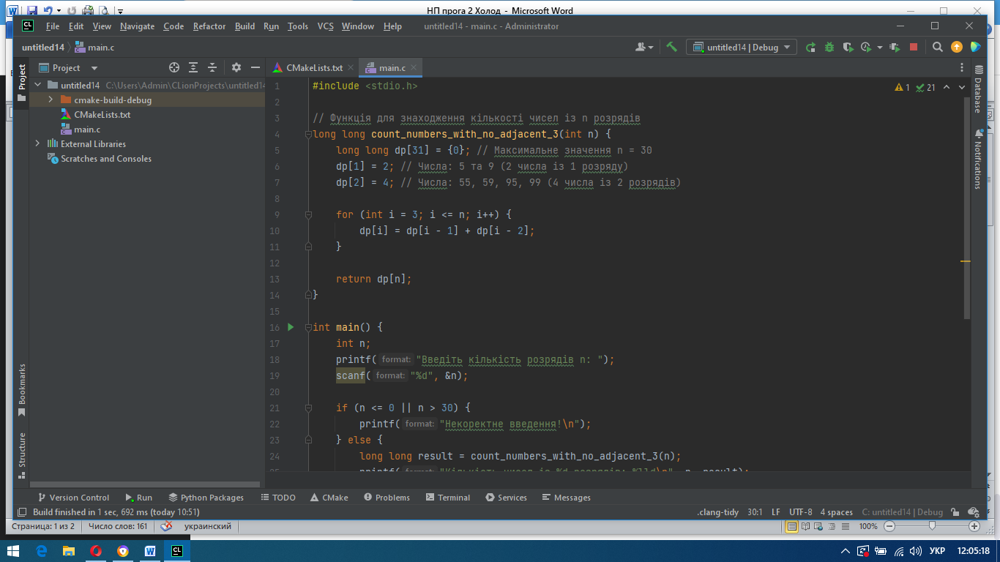 НП прога 2 Холод - Microsoft Word
File Edit View Navigate Code Refactor Build Run Tools VCS Window Help untitled14 - main.c - Administrator
untitled14 main.c untitled14 | Debug
Project CMakeLists.txt main.c
untitled14 C:\Users\Admin\CLionProjects\untitled14
cmake-build-debug
CMakeLists.txt
main.c
External Libraries
Scratches and Consoles
Project
Bookmarks
Structure
1 #include <stdio.h>
2
3 // Функція для знаходження кількості чисел із n розрядів
4 long long count_numbers_with_no_adjacent_3(int n) {
5 long long dp[31] = {0}; // Максимальне значення n = 30
6 dp[1] = 2; // Числа: 5 та 9 (2 числа із 1 розряду)
7 dp[2] = 4; // Числа: 55, 59, 95, 99 (4 числа із 2 розрядів)
8
9 for (int i = 3; i <= n; i++) {
10 dp[i] = dp[i - 1] + dp[i - 2];
11 }
12
13 return dp[n];
14 }
15
16 int main() {
17 int n;
18 printf( format: "Введіть кількість розрядів n: ");
19 scanf( format: "%d", &n);
20
21 if (n <= 0 || n > 30) {
22 printf( format: "Некоректне введення!\n");
23 } else {
24 long long result = count_numbers_with_no_adjacent_3(n);
25 printf( format: "Кількість чисел із %d розрядів: %lld\n", n, result);
1 21
Database
Notifications
Version Control Run Python Packages TODO CMake Problems Terminal Services Messages
Build finished in 1 sec, 692 ms (today 10:51) .clang-tidy 30:1 LF UTF-8 4 spaces C: untitled14 | Debug
Страница: 1 из 2 Число слов: 161 украинский 100%
УКР 12:05:18